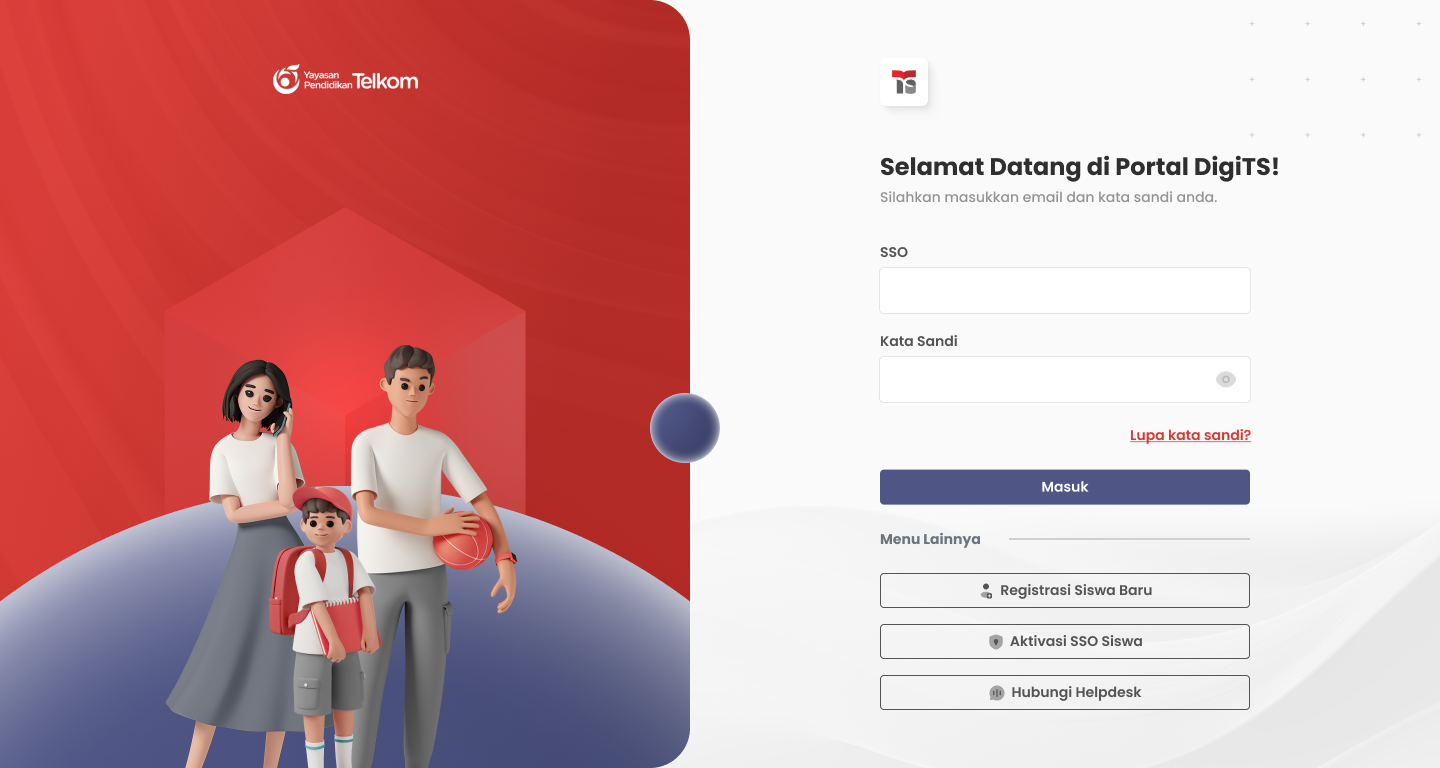 Yayasan
Pendidikan Telkom
TS
Selamat Datang di Portal DigiTS!
Silahkan masukkan email dan kata sandi anda.
SSO
Kata Sandi
Lupa kata sandi?
Masuk
Menu Lainnya
Registrasi Siswa Baru
Aktivasi SSO Siswa
Hubungi Helpdesk